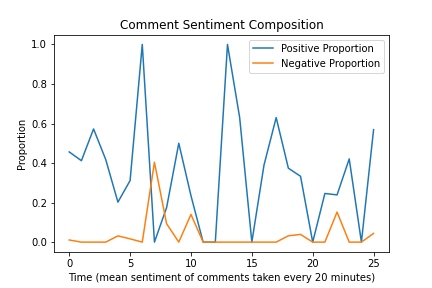 Comment Sentiment Composition
Positive Proportion
Negative Proportion
1.0
0.8
0.6
0.4
0.2
0.0
Proportion
0 5 10 15 20 25
Time (mean sentiment of comments taken every 20 minutes)